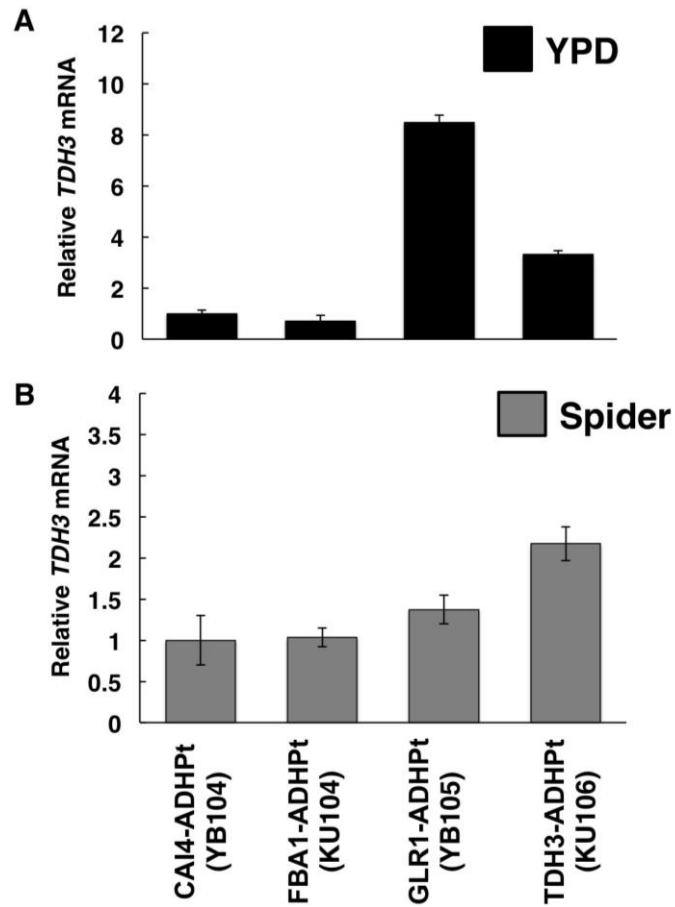 A
YPD
Relative TDH3 mRNA
12
10
8
6
4
2
0
B
Spider
Relative TDH3 mRNA
4
3.5
3
2.5
2
1.5
1
0.5
0
CAI4-ADHPt
(YB104)
FBA1-ADHPt
(KU104)
GLR1-ADHPt
(YB105)
TDH3-ADHPt
(KU106)